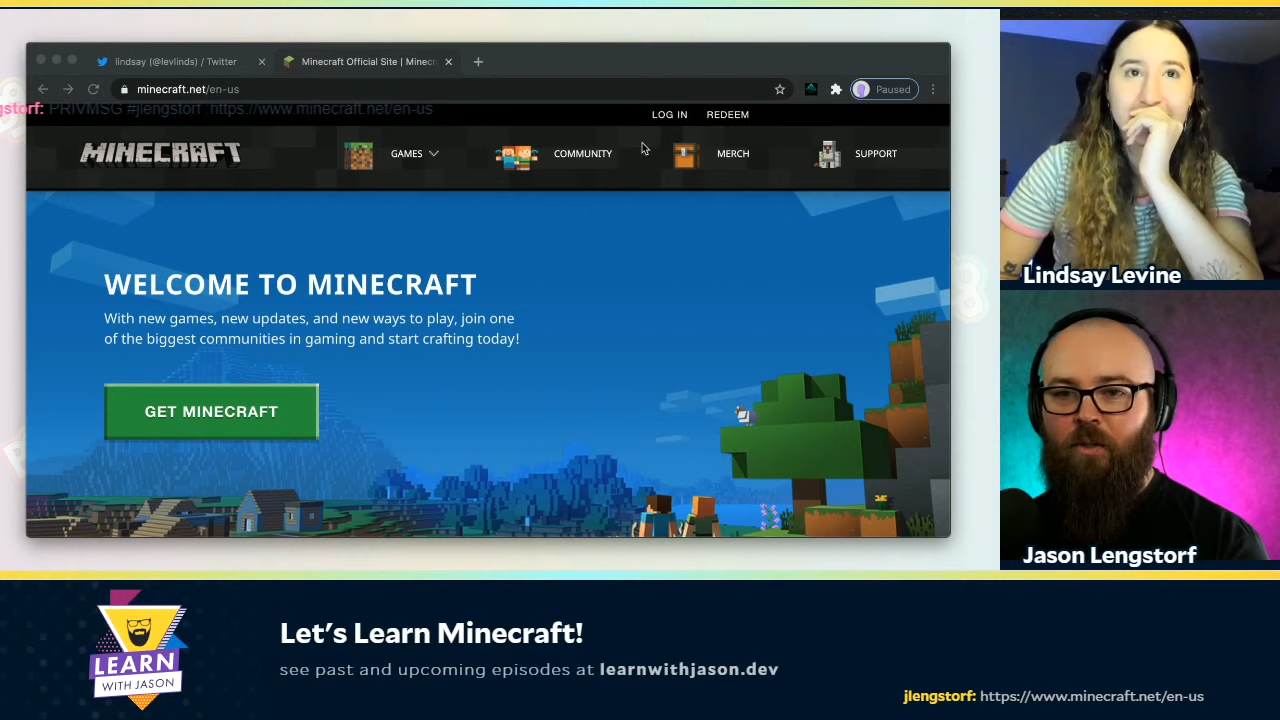 lindsay (@levlinds) / Twitter
Minecraft Official Site | Minec
minecraft.net/en-us
Paused
gstorf: PRIVMSG #jlengstorf :https://www.minecraft.net/en-us
LOG IN REDEEM
MINECRAFT
GAMES COMMUNITY MERCH SUPPORT
WELCOME TO MINECRAFT
With new games, new updates, and new ways to play, join one
of the biggest communities in gaming and start crafting today!
GET MINECRAFT
Lindsay Levine
Jason Lengstorf
LEARN
WITH JASON
Let's Learn Minecraft!
see past and upcoming episodes at learnwithjason.dev
jlengstorf: https://www.minecraft.net/en-us